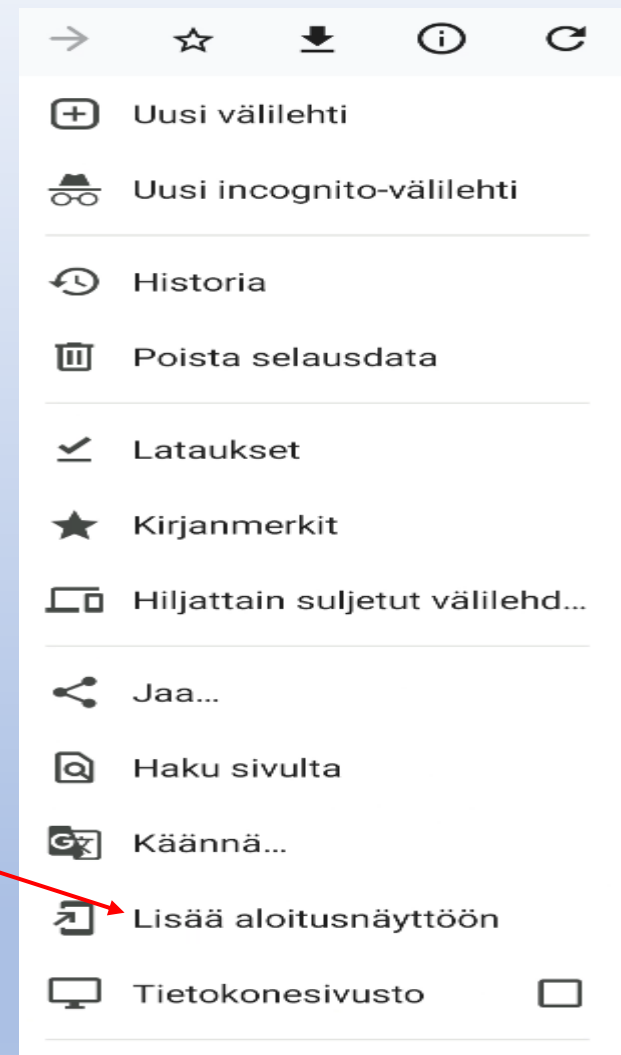 Uusi välilehti
Uusi incognito-välilehti
Historia
Poista selausdata
Lataukset
Kirjanmerkit
Hiljattain suljetut välilehd...
Jaa...
Haku sivulta
Käännä...
Lisää aloitusnäyttöön
Tietokonesivusto